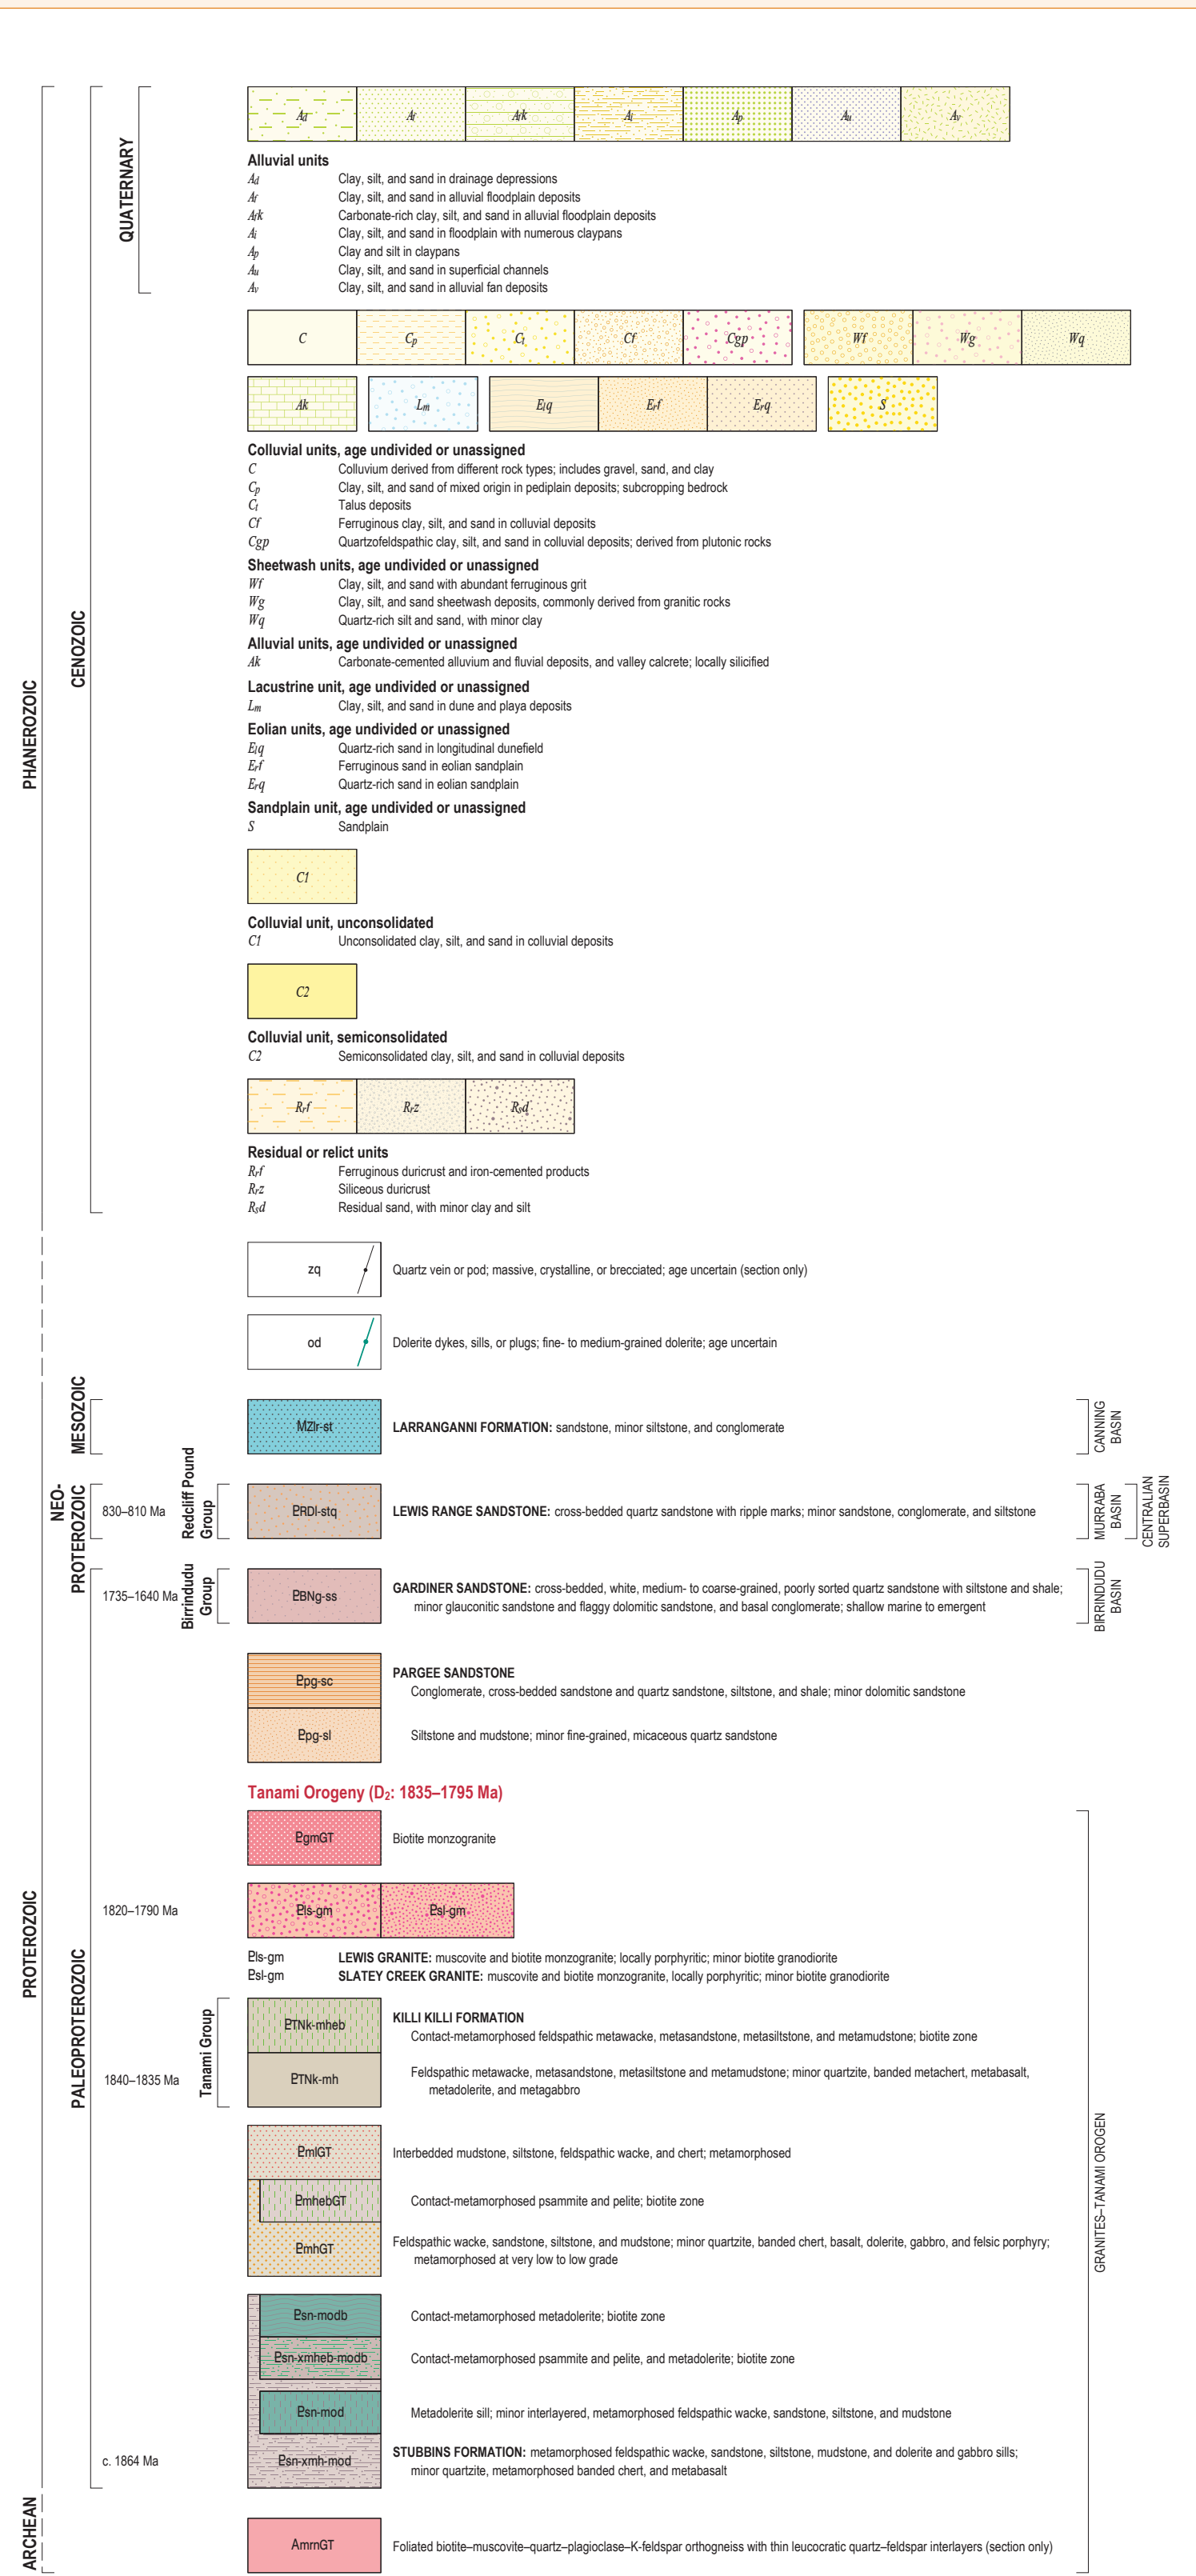 PHANEROZOIC
CENOZOIC
QUATERNARY
Ad Af Afk Ai Ap Au Av
Alluvial units
Ad Clay, silt, and sand in drainage depressions
Af Clay, silt, and sand in alluvial floodplain deposits
Afk Carbonate-rich clay, silt, and sand in alluvial floodplain deposits
Ai Clay, silt, and sand in floodplain with numerous claypans
Ap Clay and silt in claypans
Au Clay, silt, and sand in superficial channels
Av Clay, silt, and sand in alluvial fan deposits
C Cp Ct Cf Cgp Wf Wg Wq
Ak Lm Elq Erf Erq S
Colluvial units, age undivided or unassigned
C Colluvium derived from different rock types; includes gravel, sand, and clay
Cp Clay, silt, and sand of mixed origin in pediplain deposits; subcropping bedrock
Ct Talus deposits
Cf Ferruginous clay, silt, and sand in colluvial deposits
Cgp Quartzofeldspathic clay, silt, and sand in colluvial deposits; derived from plutonic rocks
Sheetwash units, age undivided or unassigned
Wf Clay, silt, and sand with abundant ferruginous grit
Wg Clay, silt, and sand sheetwash deposits, commonly derived from granitic rocks
Wq Quartz-rich silt and sand, with minor clay
Alluvial units, age undivided or unassigned
Ak Carbonate-cemented alluvium and fluvial deposits, and valley calcrete; locally silicified
Lacustrine unit, age undivided or unassigned
Lm Clay, silt, and sand in dune and playa deposits
Eolian units, age undivided or unassigned
Elq Quartz-rich sand in longitudinal dunefield
Erf Ferruginous sand in eolian sandplain
Erq Quartz-rich sand in eolian sandplain
Sandplain unit, age undivided or unassigned
S Sandplain
C1
Colluvial unit, unconsolidated
C1 Unconsolidated clay, silt, and sand in colluvial deposits
C2
Colluvial unit, semiconsolidated
C2 Semiconsolidated clay, silt, and sand in colluvial deposits
Rrf Rrz Rsd
Residual or relict units
Rrf Ferruginous duricrust and iron-cemented products
Rrz Siliceous duricrust
Rsd Residual sand, with minor clay and silt
zq Quartz vein or pod; massive, crystalline, or brecciated; age uncertain (section only)
od Dolerite dykes, sills, or plugs; fine- to medium-grained dolerite; age uncertain
MESOZOIC
MZlr-st LARRANGANNI FORMATION: sandstone, minor siltstone, and conglomerate
CANNING
BASIN
PROTEROZOIC
NEO-
PROTEROZOIC
830–810 Ma
Redcliff Pound
Group
₽RDl-stq LEWIS RANGE SANDSTONE: cross-bedded quartz sandstone with ripple marks; minor sandstone, conglomerate, and siltstone
MURRABA
BASIN
CENTRALIAN
SUPERBASIN
PALEOPROTEROZOIC
1735–1640 Ma
Birrindudu
Group
₽BNg-ss GARDINER SANDSTONE: cross-bedded, white, medium- to coarse-grained, poorly sorted quartz sandstone with siltstone and shale;
minor glauconitic sandstone and flaggy dolomitic sandstone, and basal conglomerate; shallow marine to emergent
BIRRINDUDU
BASIN
PARGEE SANDSTONE
₽pg-sc Conglomerate, cross-bedded sandstone and quartz sandstone, siltstone, and shale; minor dolomitic sandstone
₽pg-sl Siltstone and mudstone; minor fine-grained, micaceous quartz sandstone
Tanami Orogeny (D₂: 1835–1795 Ma)
₽gmGT Biotite monzogranite
1820–1790 Ma
₽ls-gm ₽sl-gm
₽ls-gm LEWIS GRANITE: muscovite and biotite monzogranite; locally porphyritic; minor biotite granodiorite
₽sl-gm SLATEY CREEK GRANITE: muscovite and biotite monzogranite, locally porphyritic; minor biotite granodiorite
Tanami Group
KILLI KILLI FORMATION
₽TNk-mheb Contact-metamorphosed feldspathic metawacke, metasandstone, metasiltstone, and metamudstone; biotite zone
1840–1835 Ma
₽TNk-mh Feldspathic metawacke, metasandstone, metasiltstone and metamudstone; minor quartzite, banded metachert, metabasalt,
metadolerite, and metagabbro
₽mlGT Interbedded mudstone, siltstone, feldspathic wacke, and chert; metamorphosed
₽mhebGT Contact-metamorphosed psammite and pelite; biotite zone
₽mhGT Feldspathic wacke, sandstone, siltstone, and mudstone; minor quartzite, banded chert, basalt, dolerite, gabbro, and felsic porphyry;
metamorphosed at very low to low grade
₽sn-modb Contact-metamorphosed metadolerite; biotite zone
₽sn-xmheb-modb Contact-metamorphosed psammite and pelite, and metadolerite; biotite zone
₽sn-mod Metadolerite sill; minor interlayered, metamorphosed feldspathic wacke, sandstone, siltstone, and mudstone
c. 1864 Ma
₽sn-xmh-mod STUBBINS FORMATION: metamorphosed feldspathic wacke, sandstone, siltstone, mudstone, and dolerite and gabbro sills;
minor quartzite, metamorphosed banded chert, and metabasalt
GRANITES–TANAMI OROGEN
ARCHEAN
AmrnGT Foliated biotite–muscovite–quartz–plagioclase–K-feldspar orthogneiss with thin leucocratic quartz–feldspar interlayers (section only)